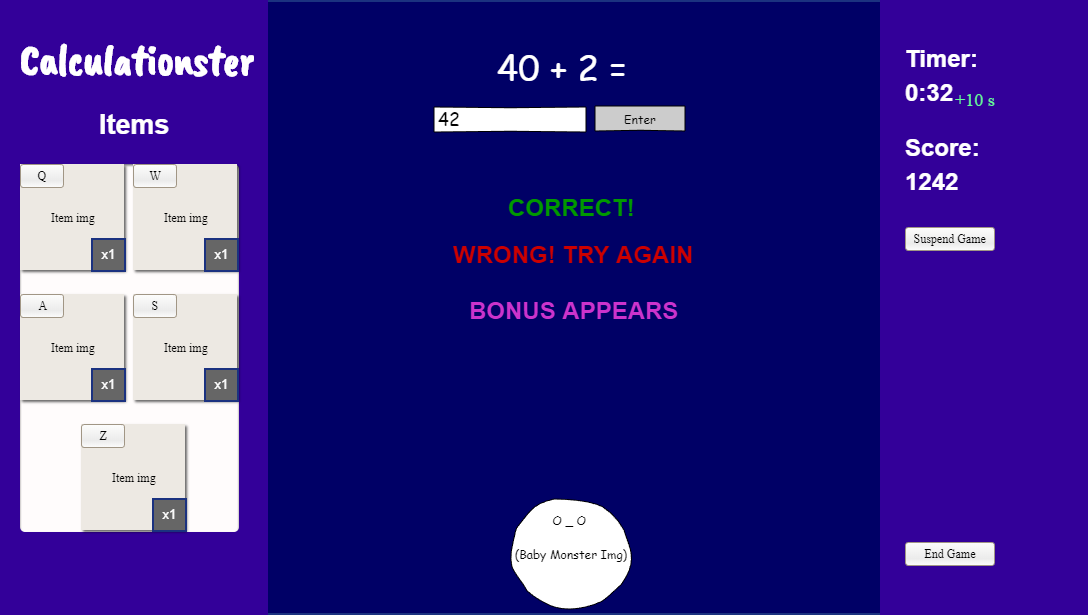 Calculationster
Items
Q
W
Item img
Item img
x1
x1
A
S
Item img
Item img
x1
x1
Z
Item img
x1
40 + 2 =
42
Enter
CORRECT!
WRONG! TRY AGAIN
BONUS APPEARS
O _ O
(Baby Monster Img)
Timer:
0:32 +10 s
Score:
1242
Suspend Game
End Game